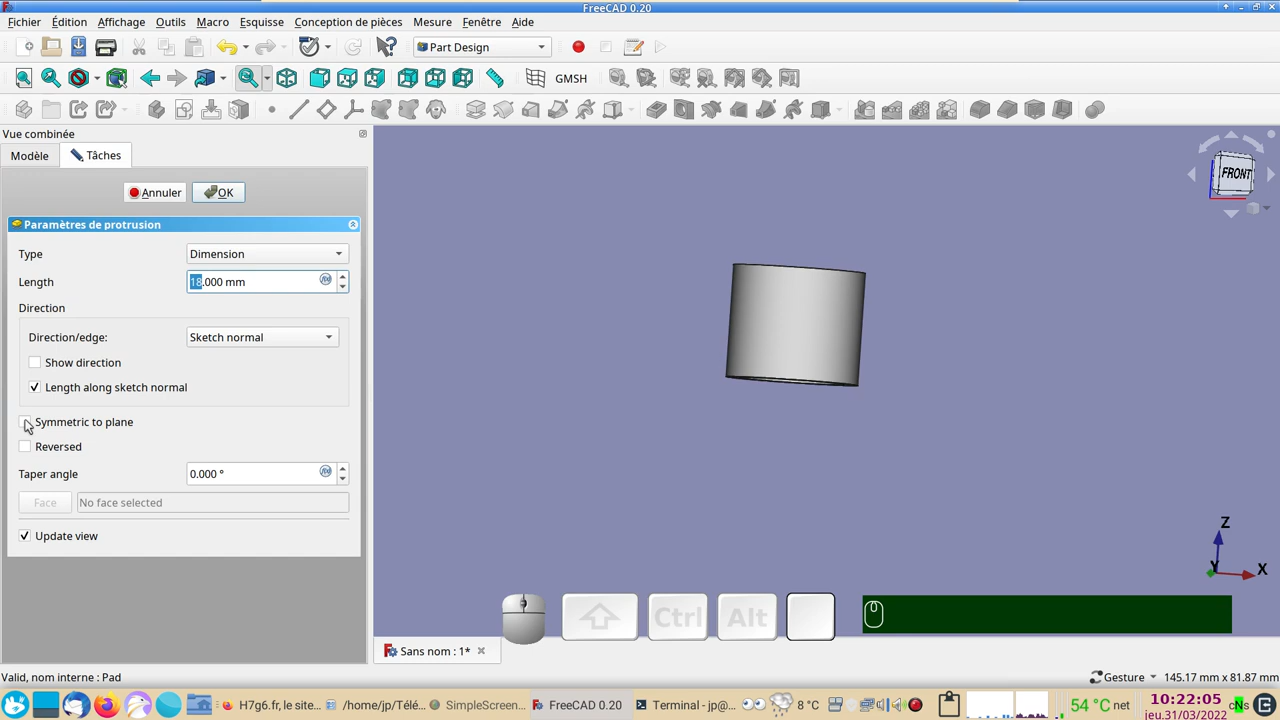 FreeCAD 0.20
Fichier Édition Affichage Outils Macro Esquisse Conception de pièces Mesure Fenêtre Aide
Part Design
GMSH
Vue combinée
Modèle Tâches
Annuler OK
Paramètres de protrusion
Type Dimension
Length 18.000 mm
Direction
Direction/edge: Sketch normal
Show direction
Length along sketch normal
Symmetric to plane
Reversed
Taper angle 0.000 °
Face No face selected
Update view
FRONT
Z
Y X
Ctrl Alt
Sans nom : 1*
Valid, nom interne : Pad Gesture 145.17 mm x 81.87 mm
H7g6.fr, le site... /home/jp/Télé... SimpleScreen... FreeCAD 0.20 Terminal - jp@... 8 °C 54 °C net 10:22:05
jeu.31/03/2022